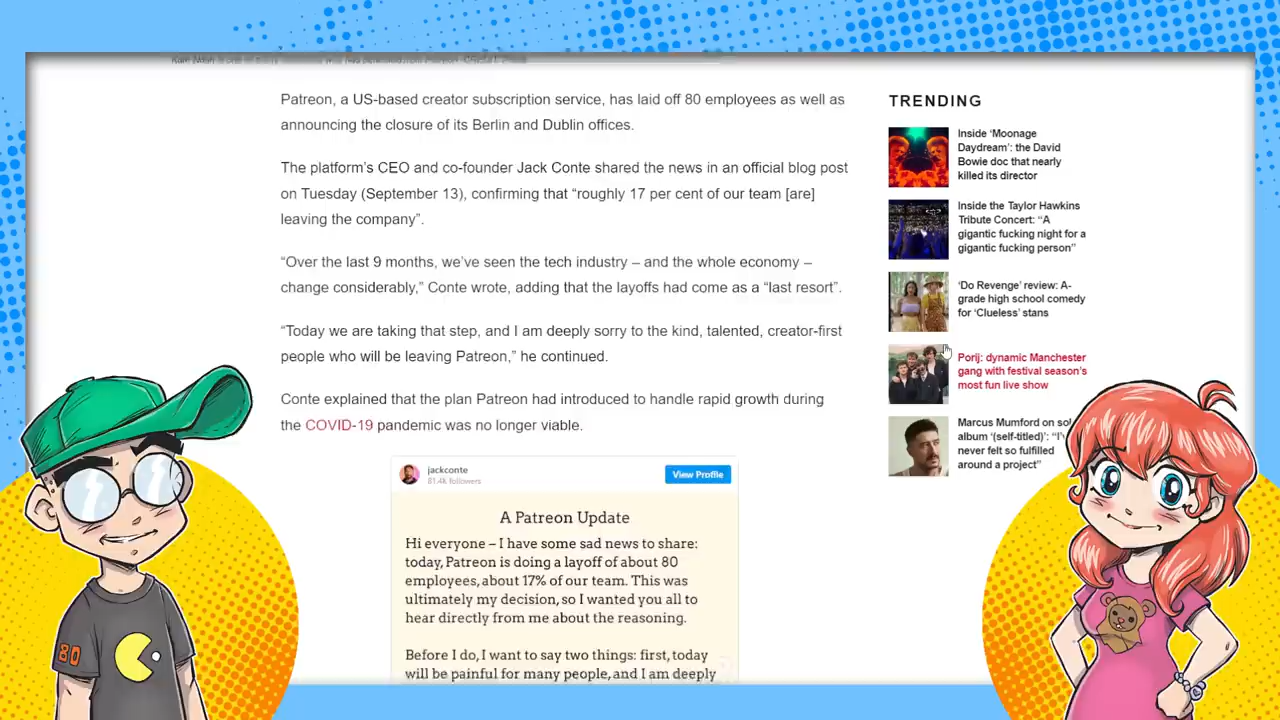 Patreon, a US-based creator subscription service, has laid off 80 employees as well as
announcing the closure of its Berlin and Dublin offices.
The platform’s CEO and co-founder Jack Conte shared the news in an official blog post
on Tuesday (September 13), confirming that “roughly 17 per cent of our team [are]
leaving the company”.
“Over the last 9 months, we’ve seen the tech industry – and the whole economy –
change considerably,” Conte wrote, adding that the layoffs had come as a “last resort”.
“Today we are taking that step, and I am deeply sorry to the kind, talented, creator-first
people who will be leaving Patreon,” he continued.
Conte explained that the plan Patreon had introduced to handle rapid growth during
the COVID-19 pandemic was no longer viable.
jackconte
81.4k followers
View Profile
A Patreon Update
Hi everyone – I have some sad news to share:
today, Patreon is doing a layoff of about 80
employees, about 17% of our team. This was
ultimately my decision, so I wanted you all to
hear directly from me about the reasoning.
Before I do, I want to say two things: first, today
will be painful for many people, and I am deeply
TRENDING
Inside ‘Moonage
Daydream’: the David
Bowie doc that nearly
killed its director
Inside the Taylor Hawkins
Tribute Concert: “A
gigantic fucking night for a
gigantic fucking person”
‘Do Revenge’ review: A-
grade high school comedy
for ‘Clueless’ stans
Porij: dynamic Manchester
gang with festival season’s
most fun live show
Marcus Mumford on sol
album ‘(self-titled)’: “I’v
never felt so fulfilled
around a project”
80